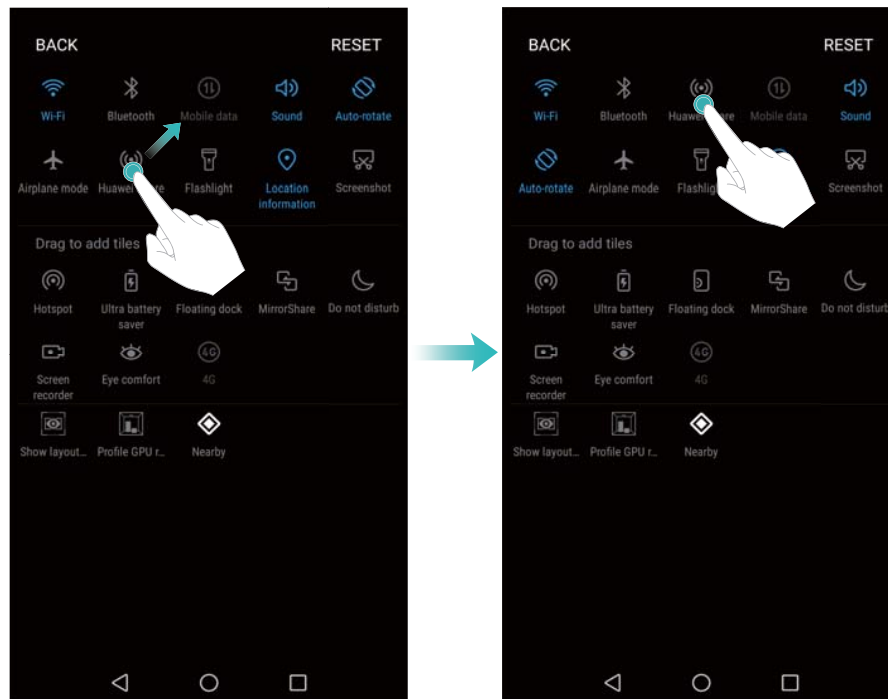 BACK RESET
Wi-Fi Bluetooth Mobile data Sound Auto-rotate
Airplane mode Flashlight Location Screenshot
information
Drag to add tiles
Hotspot Ultra battery Floating dock MirrorShare Do not disturb
saver
Screen Eye comfort 4G
recorder
Show layout... Profile GPU r... Nearby
BACK RESET
Wi-Fi Bluetooth Mobile data Sound
Auto-rotate Airplane mode Screenshot
Drag to add tiles
Hotspot Ultra battery Floating dock MirrorShare Do not disturb
saver
Screen Eye comfort 4G
recorder
Show layout... Profile GPU r... Nearby